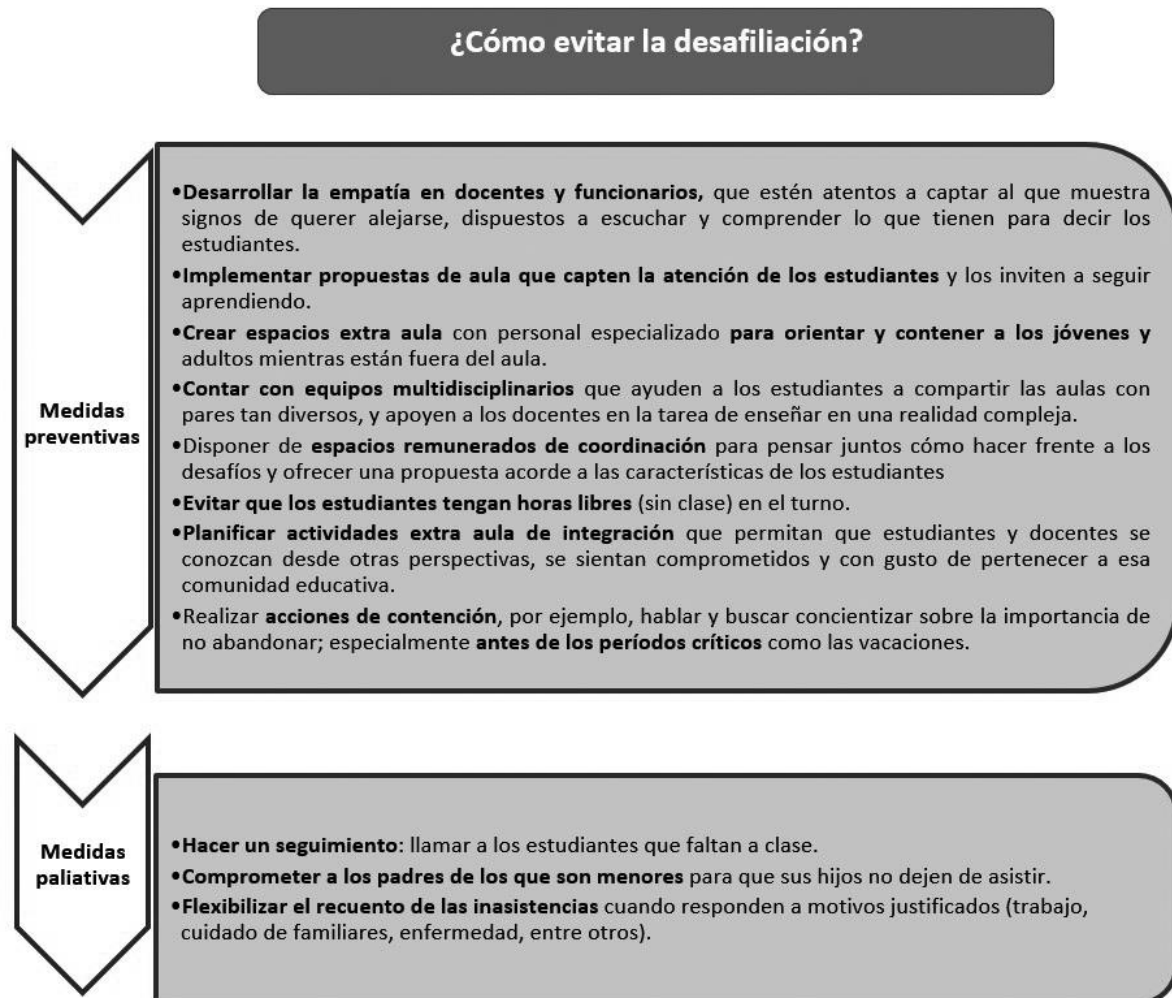 ¿Cómo evitar la desafiliación?
•Desarrollar la empatía en docentes y funcionarios, que estén atentos a captar al que muestra
signos de querer alejarse, dispuestos a escuchar y comprender lo que tienen para decir los
estudiantes.
•Implementar propuestas de aula que capten la atención de los estudiantes y los inviten a seguir
aprendiendo.
•Crear espacios extra aula con personal especializado para orientar y contener a los jóvenes y
adultos mientras están fuera del aula.
•Contar con equipos multidisciplinarios que ayuden a los estudiantes a compartir las aulas con
pares tan diversos, y apoyen a los docentes en la tarea de enseñar en una realidad compleja.
Medidas
preventivas
•Disponer de espacios remunerados de coordinación para pensar juntos cómo hacer frente a los
desafíos y ofrecer una propuesta acorde a las características de los estudiantes
•Evitar que los estudiantes tengan horas libres (sin clase) en el turno.
•Planificar actividades extra aula de integración que permitan que estudiantes y docentes se
conozcan desde otras perspectivas, se sientan comprometidos y con gusto de pertenecer a esa
comunidad educativa.
•Realizar acciones de contención, por ejemplo, hablar y buscar concientizar sobre la importancia de
no abandonar; especialmente antes de los períodos críticos como las vacaciones.
Medidas
paliativas
•Hacer un seguimiento: llamar a los estudiantes que faltan a clase.
•Comprometer a los padres de los que son menores para que sus hijos no dejen de asistir.
•Flexibilizar el recuento de las inasistencias cuando responden a motivos justificados (trabajo,
cuidado de familiares, enfermedad, entre otros).